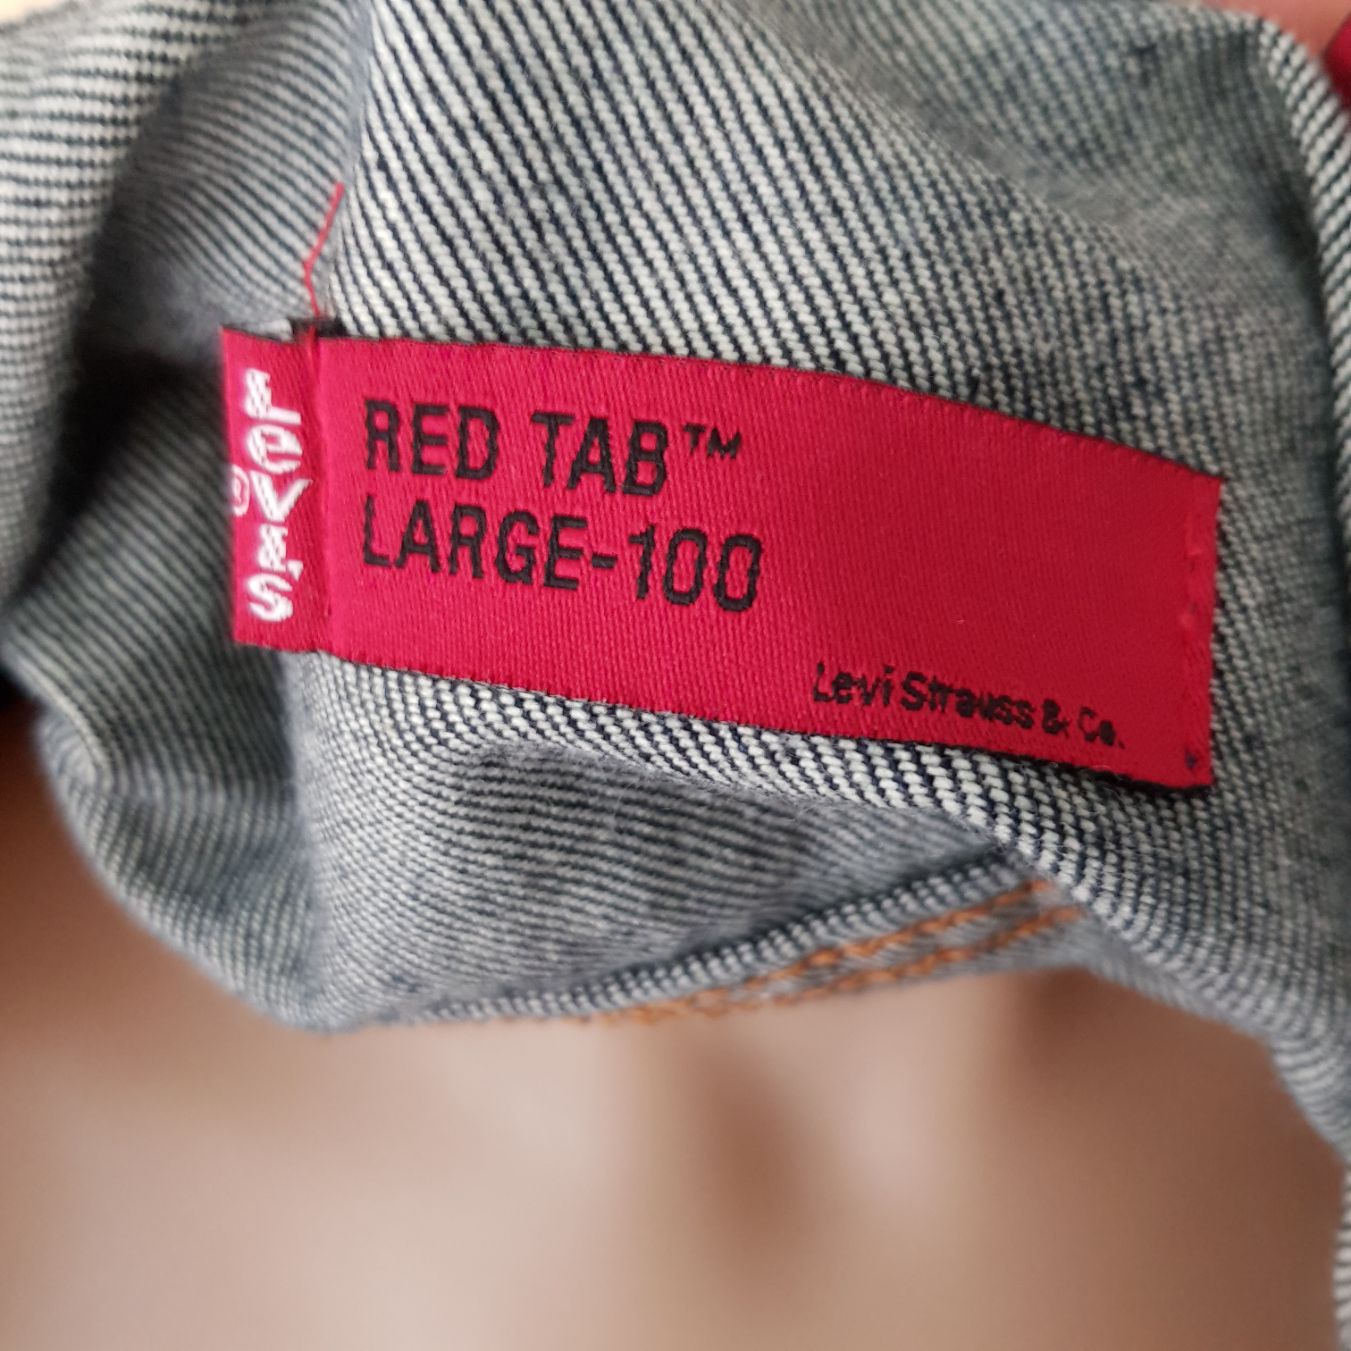 LEVI'S
®
RED TAB™
LARGE-100
Levi Strauss & Co.